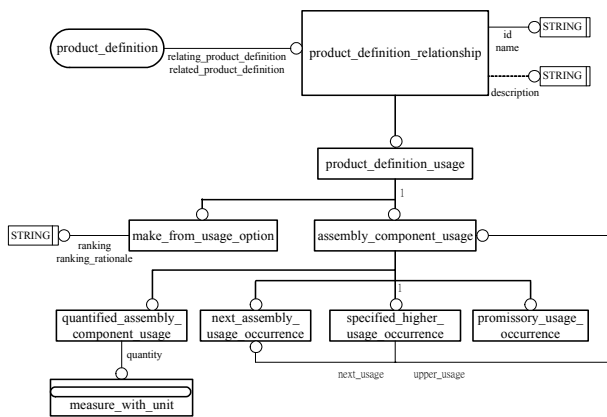 product_definition
relating_product_definition
related_product_definition
product_definition_relationship
id
name
STRING
STRING
description
product_definition_usage
1
STRING
ranking
ranking_rationale
make_from_usage_option
assembly_component_usage
1
quantified_assembly_
component_usage
next_assembly_
usage_occurrence
specified_higher_
usage_occurrence
promissory_usage_
occurrence
quantity
next_usage
upper_usage
measure_with_unit